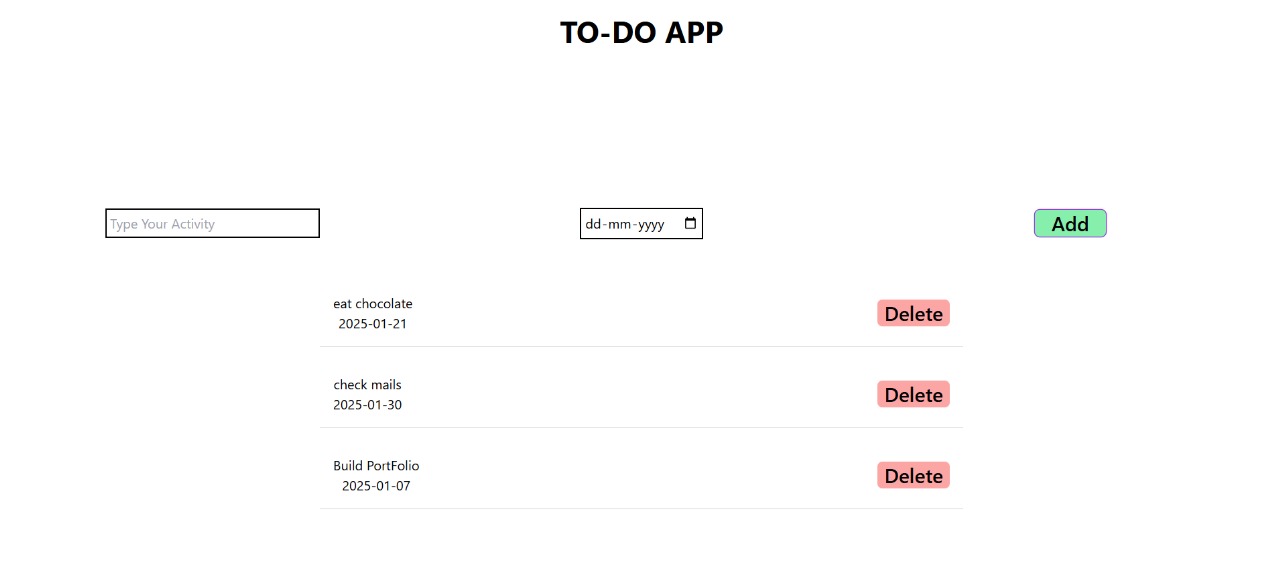 TO-DO APP
Type Your Activity
dd-mm-yyyy
Add
eat chocolate
2025-01-21
Delete
check mails
2025-01-30
Delete
Build PortFolio
2025-01-07
Delete